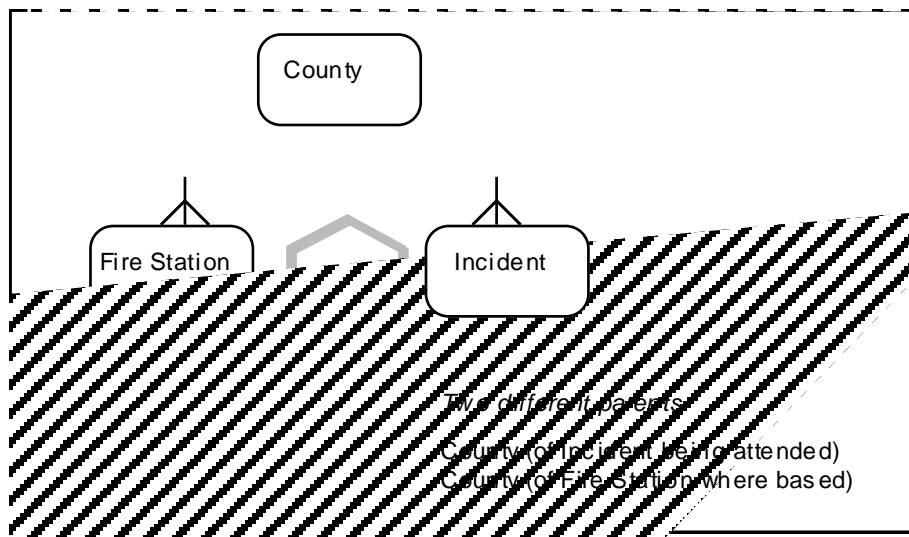 County
Fire Station
Incident
Two different parents
County (of Incident being attended)
County (of Fire Station where based)